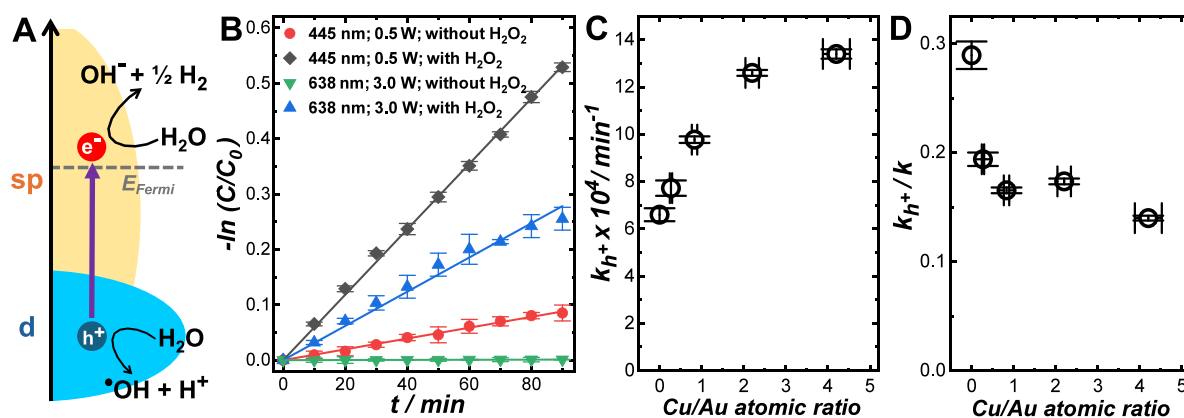 A
OH⁻ + ½ H₂
H₂O
e⁻
sp
E_Fermi
d
h⁺
H₂O
•OH + H⁺
B
445 nm; 0.5 W; without H₂O₂
445 nm; 0.5 W; with H₂O₂
638 nm; 3.0 W; without H₂O₂
638 nm; 3.0 W; with H₂O₂
-ln (C/C₀)
0.6
0.5
0.4
0.3
0.2
0.1
0.0
0 20 40 60 80
t / min
C
k_h⁺ x 10⁴ / min⁻¹
14
12
10
8
6
4
2
0
0 1 2 3 4 5
Cu/Au atomic ratio
D
k_h⁺ / k
0.3
0.2
0.1
0 1 2 3 4 5
Cu/Au atomic ratio